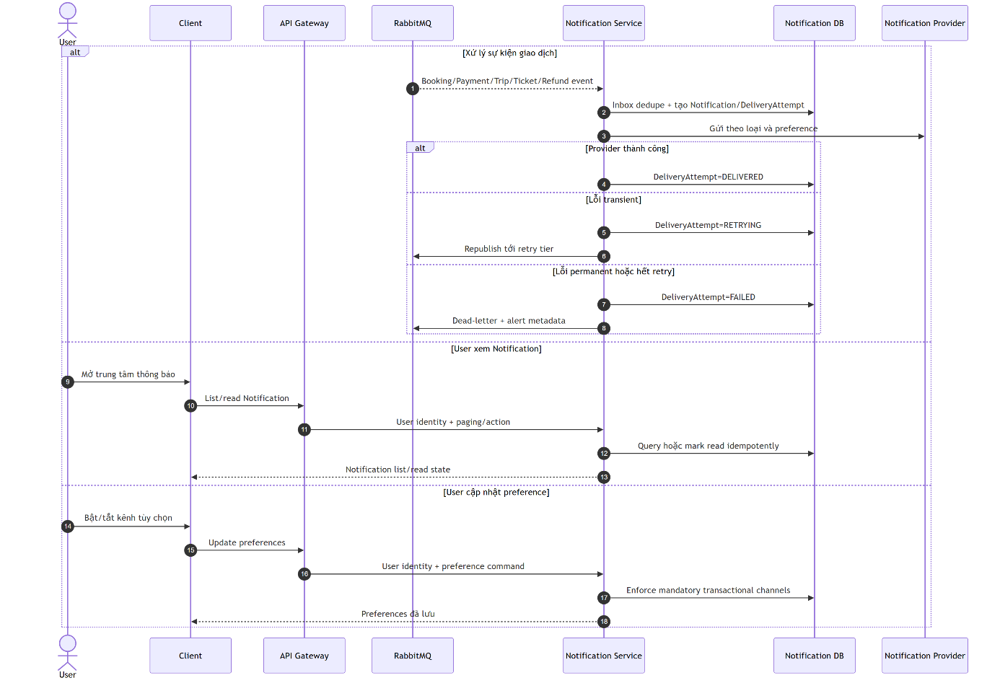 User
Client
API Gateway
RabbitMQ
Notification Service
Notification DB
Notification Provider
alt
[Xử lý sự kiện giao dịch]
1
Booking/Payment/Trip/Ticket/Refund event
2
Inbox dedupe + tạo Notification/DeliveryAttempt
3
Gửi theo loại và preference
alt
[Provider thành công]
4
DeliveryAttempt=DELIVERED
[Lỗi transient]
5
DeliveryAttempt=RETRYING
Republish tới retry tier
6
[Lỗi permanent hoặc hết retry]
7
DeliveryAttempt=FAILED
Dead-letter + alert metadata
8
[User xem Notification]
9
Mở trung tâm thông báo
10
List/read Notification
11
User identity + paging/action
12
Query hoặc mark read idempotently
Notification list/read state
13
[User cập nhật preference]
14
Bật/tắt kênh tùy chọn
15
Update preferences
16
User identity + preference command
17
Enforce mandatory transactional channels
Preferences đã lưu
18
User
Client
API Gateway
RabbitMQ
Notification Service
Notification DB
Notification Provider